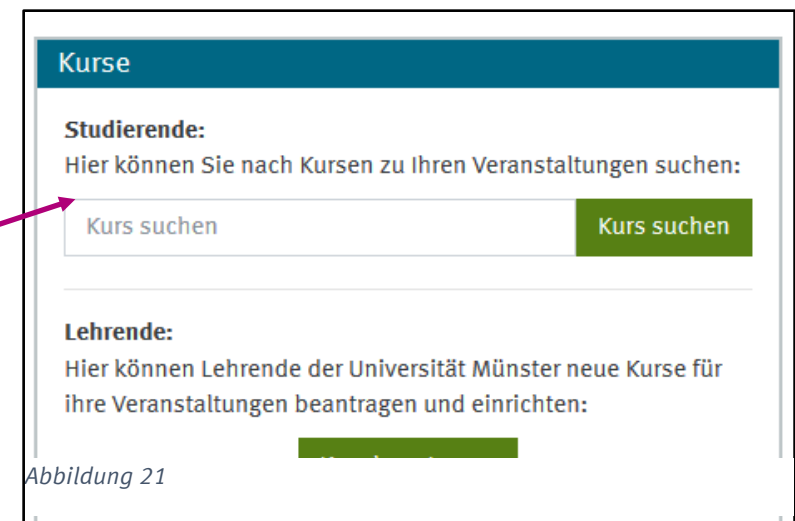 Kurse
Studierende:
Hier können Sie nach Kursen zu Ihren Veranstaltungen suchen:
Kurs suchen Kurs suchen
Lehrende:
Hier können Lehrende der Universität Münster neue Kurse für
ihre Veranstaltungen beantragen und einrichten:
Abbildung 21